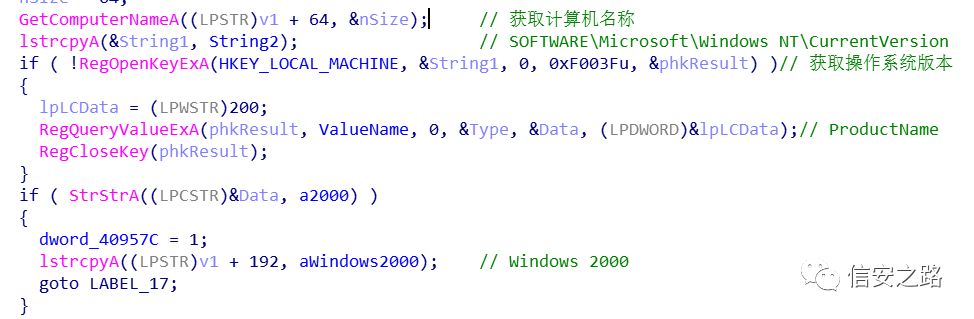 GetComputerNameA((LPSTR)v1 + 64, &nSize); // 获取计算机名称
lstrcpyA(&String1, String2); // SOFTWARE\Microsoft\Windows NT\CurrentVersion
if ( !RegOpenKeyExA(HKEY_LOCAL_MACHINE, &String1, 0, 0xF003Fu, &phkResult) )// 获取操作系统版本
{
lpLCData = (LPWSTR)200;
RegQueryValueExA(phkResult, ValueName, 0, &Type, &Data, (LPDWORD)&lpLCData);// ProductName
RegCloseKey(phkResult);
}
if ( StrStrA((LPCSTR)&Data, a2000) )
{
dword_40957C = 1;
lstrcpyA((LPSTR)v1 + 192, aWindows2000); // Windows 2000
goto LABEL_17;
}
信安之路